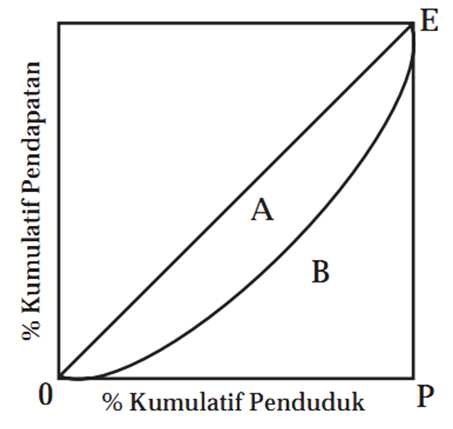 E
% Kumulatif Pendapatan
A
B
0
% Kumulatif Penduduk
P